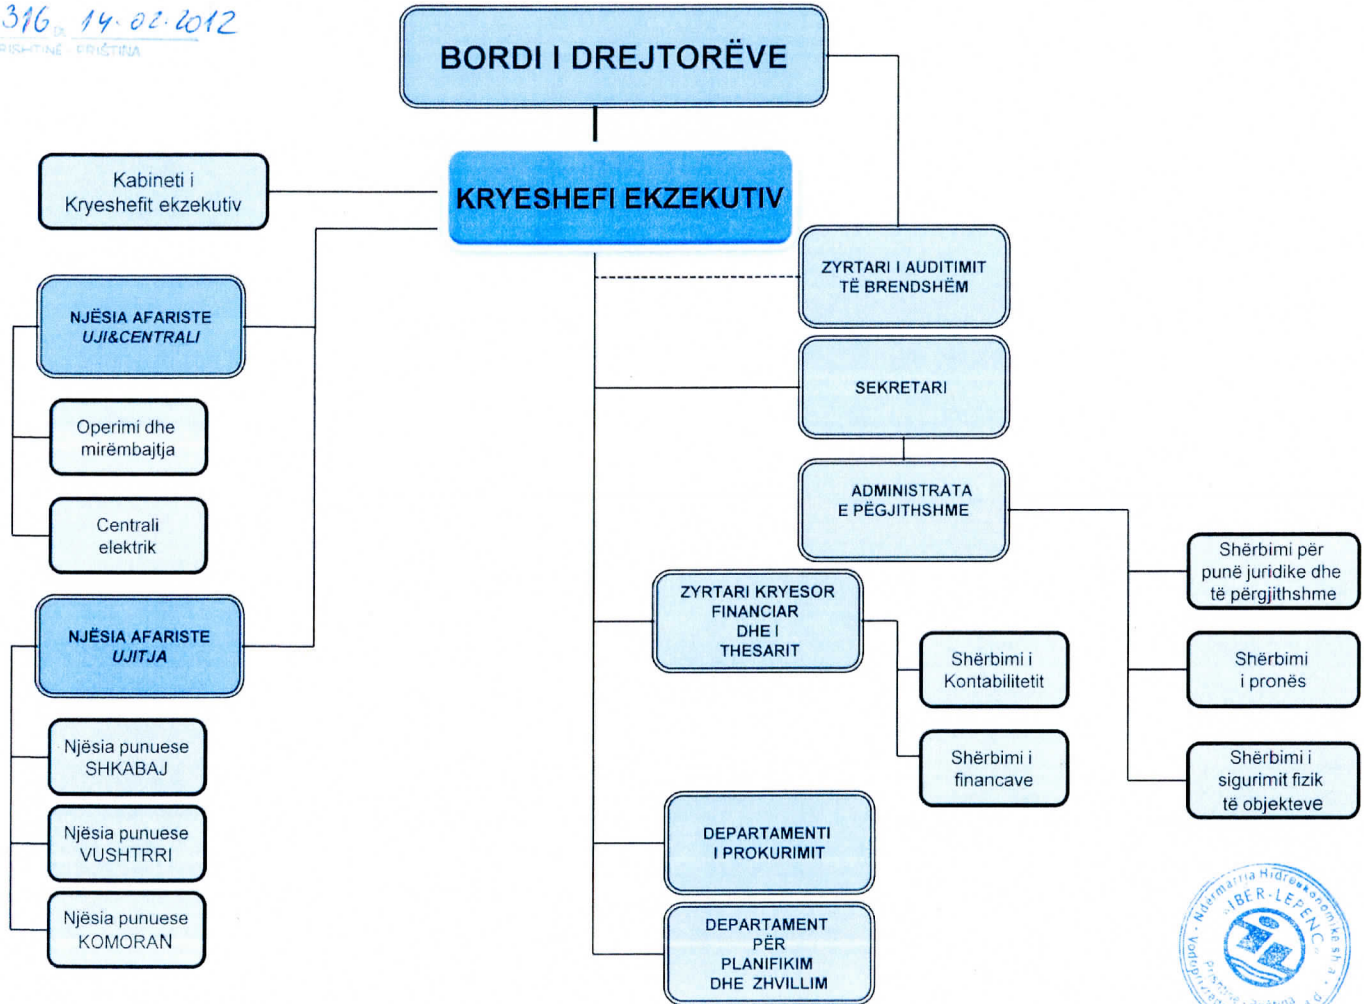 316 14-02-2012
PRISHTINË - PRIŠTINA
BORDI I DREJTORËVE
KRYESHEFI EKZEKUTIV
Kabineti i
Kryeshefit ekzekutiv
ZYRTARI I AUDITIMIT
TË BRENDSHËM
NJËSIA AFARISTE
UJI&CENTRALI
SEKRETARI
Operimi dhe
mirëmbajtja
ADMINISTRATA
E PËGJITHSHME
Centrali
elektrik
Shërbimi për
punë juridike dhe
të përgjithshme
ZYRTARI KRYESOR
FINANCIAR
DHE I
THESARIT
NJËSIA AFARISTE
UJITJA
Shërbimi i
Kontabilitetit
Shërbimi
i pronës
Njësia punuese
SHKABAJ
Shërbimi i
financave
Shërbimi i
sigurimit fizik
të objekteve
Njësia punuese
VUSHTRRI
DEPARTAMENTI
I PROKURIMIT
Njësia punuese
KOMORAN
DEPARTAMENT
PËR
PLANIFIKIM
DHE ZHVILLIM
Ndërmarrja Hidroekonomike sh.a.
"IBER-LEPENC"